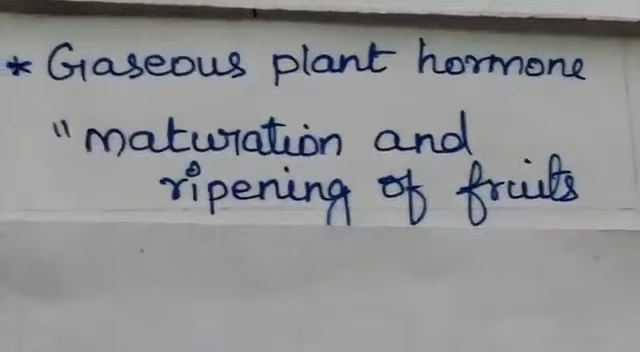 * Gaseous plant hormone
" maturation and
ripening of fruits